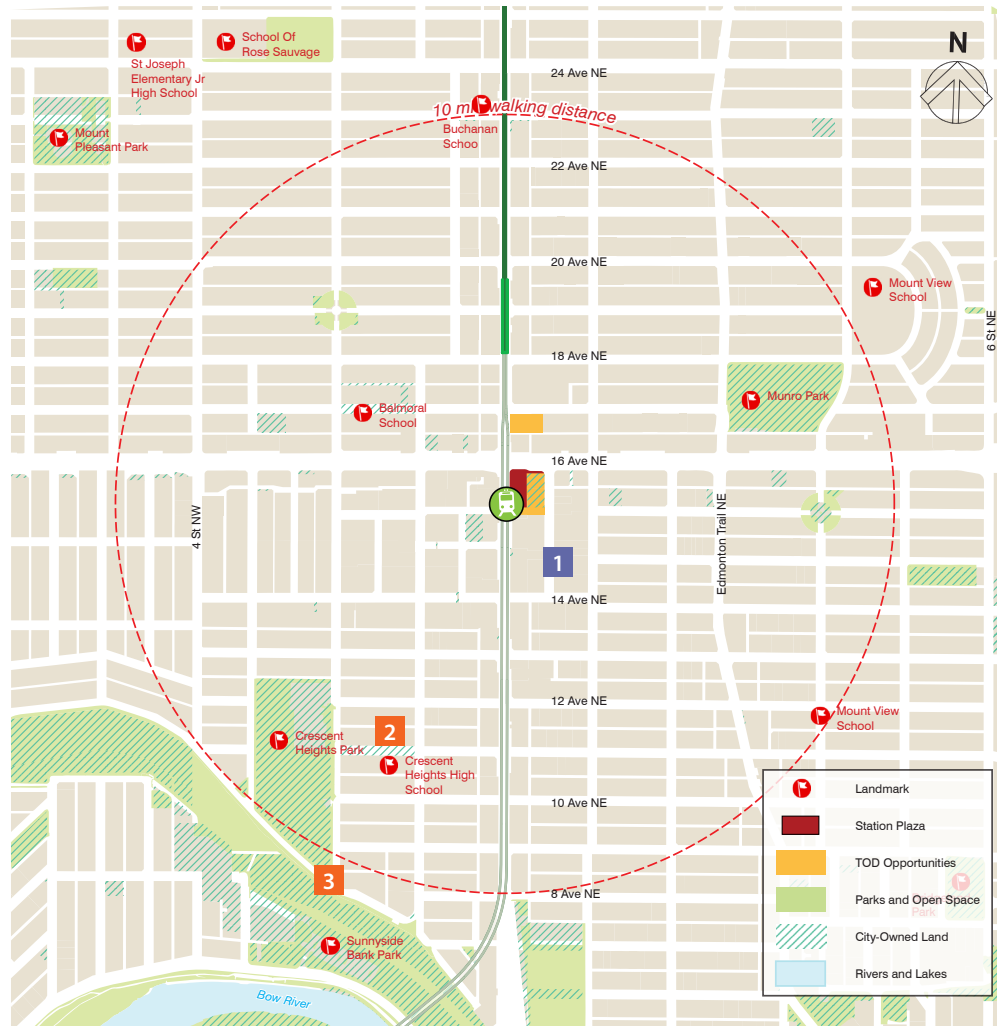 School Of
Rose Sauvage
N
St Joseph
Elementary Jr
High School
24 Ave NE
10 m walking distance
Mount
Pleasant Park
Buchanan
Schoo
22 Ave NE
20 Ave NE
Mount View
School
6 St NE
18 Ave NE
Munro Park
Balmoral
School
16 Ave NE
4 St NW
Edmonton Trail NE
1
14 Ave NE
12 Ave NE
Mount View
School
2
Crescent
Heights Park
Crescent
Heights High
School
10 Ave NE
3
8 Ave NE
Sunnyside
Bank Park
Bow River
Landmark
Station Plaza
TOD Opportunities
Parks and Open Space
Park
City-Owned Land
Rivers and Lakes